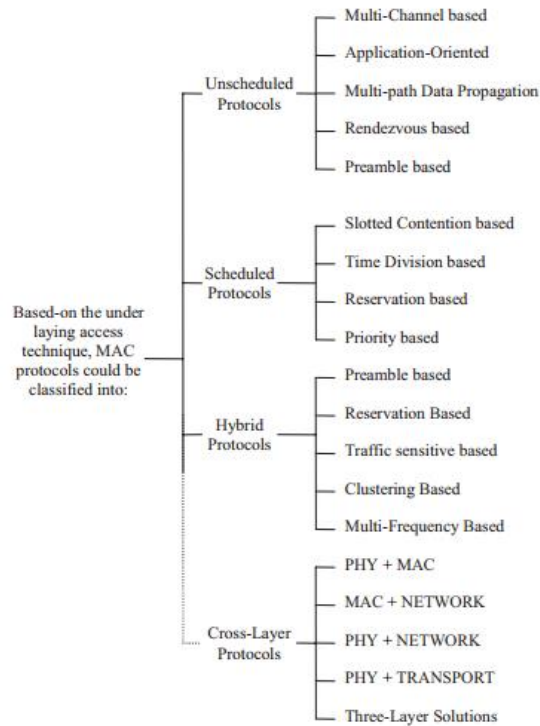 Based-on the under
laying access
technique, MAC
protocols could be
classified into:
Unscheduled
Protocols
Multi-Channel based
Application-Oriented
Multi-path Data Propagation
Rendezvous based
Preamble based
Scheduled
Protocols
Slotted Contention based
Time Division based
Reservation based
Priority based
Hybrid
Protocols
Preamble based
Reservation Based
Traffic sensitive based
Clustering Based
Multi-Frequency Based
Cross-Layer
Protocols
PHY + MAC
MAC + NETWORK
PHY + NETWORK
PHY + TRANSPORT
Three-Layer Solutions